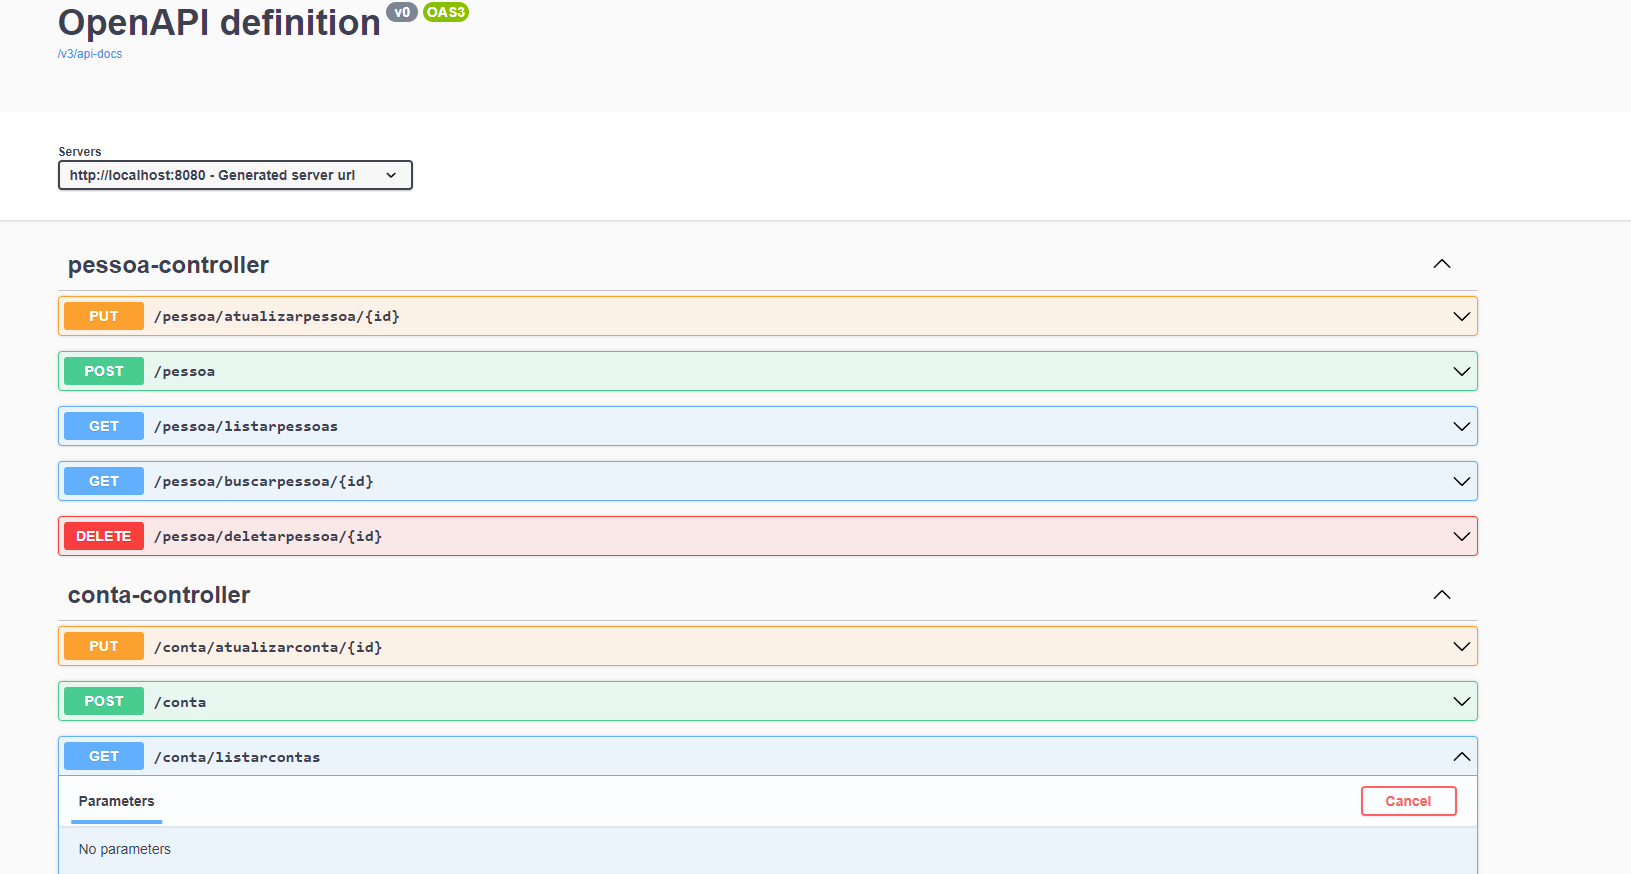 OpenAPI definition v0 OAS3
/v3/api-docs
Servers
http://localhost:8080 - Generated server url
pessoa-controller
PUT /pessoa/atualizarpessoa/{id}
POST /pessoa
GET /pessoa/listarpessoas
GET /pessoa/buscarpessoa/{id}
DELETE /pessoa/deletarpessoa/{id}
conta-controller
PUT /conta/atualizarconta/{id}
POST /conta
GET /conta/listarcontas
Parameters Cancel
No parameters